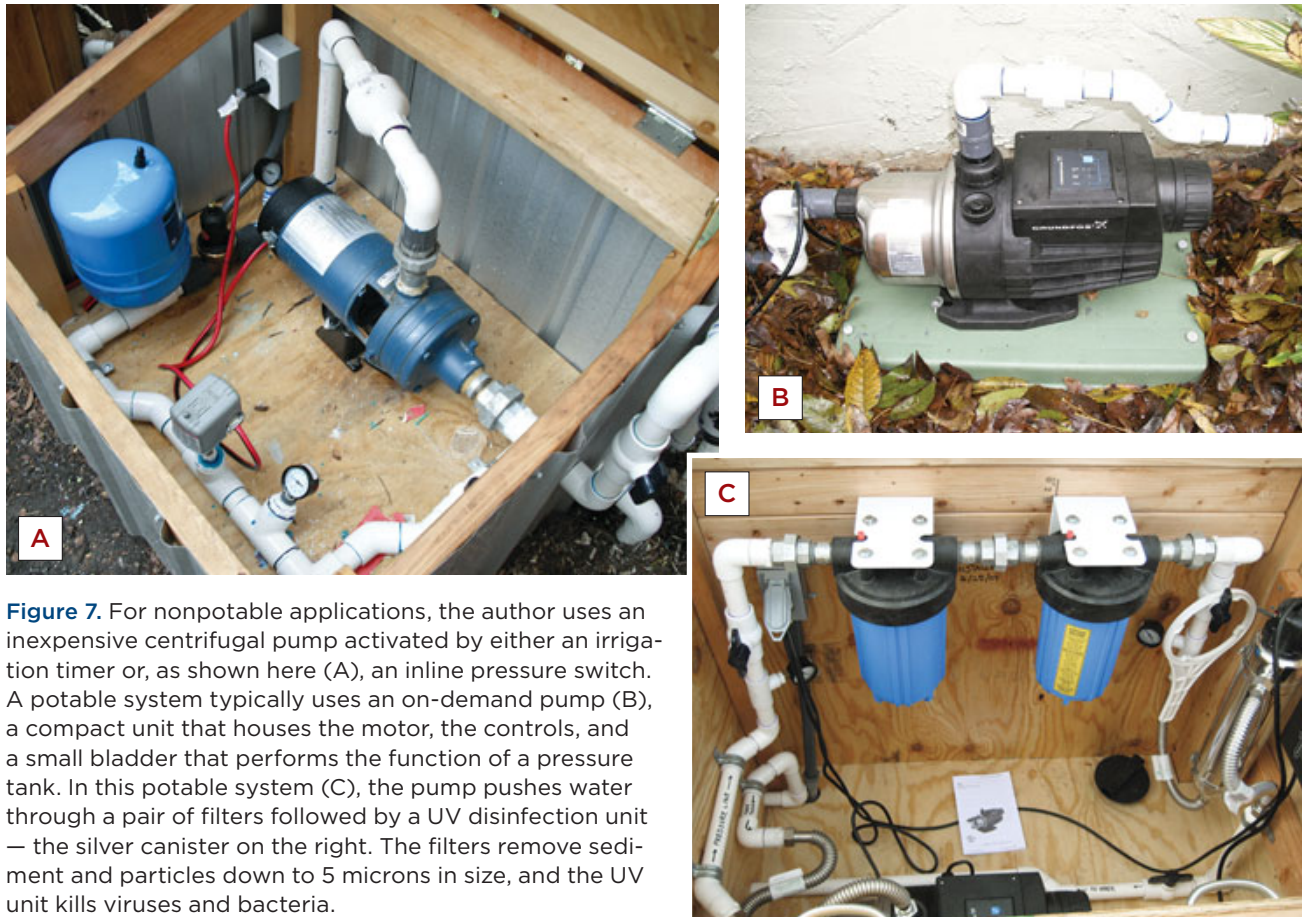 A
B
GRUNDFOS
C
PRESSURE LINE
Figure 7. For nonpotable applications, the author uses an
inexpensive centrifugal pump activated by either an irriga-
tion timer or, as shown here (A), an inline pressure switch.
A potable system typically uses an on-demand pump (B),
a compact unit that houses the motor, the controls, and
a small bladder that performs the function of a pressure
tank. In this potable system (C), the pump pushes water
through a pair of filters followed by a UV disinfection unit
— the silver canister on the right. The filters remove sedi-
ment and particles down to 5 microns in size, and the UV
unit kills viruses and bacteria.